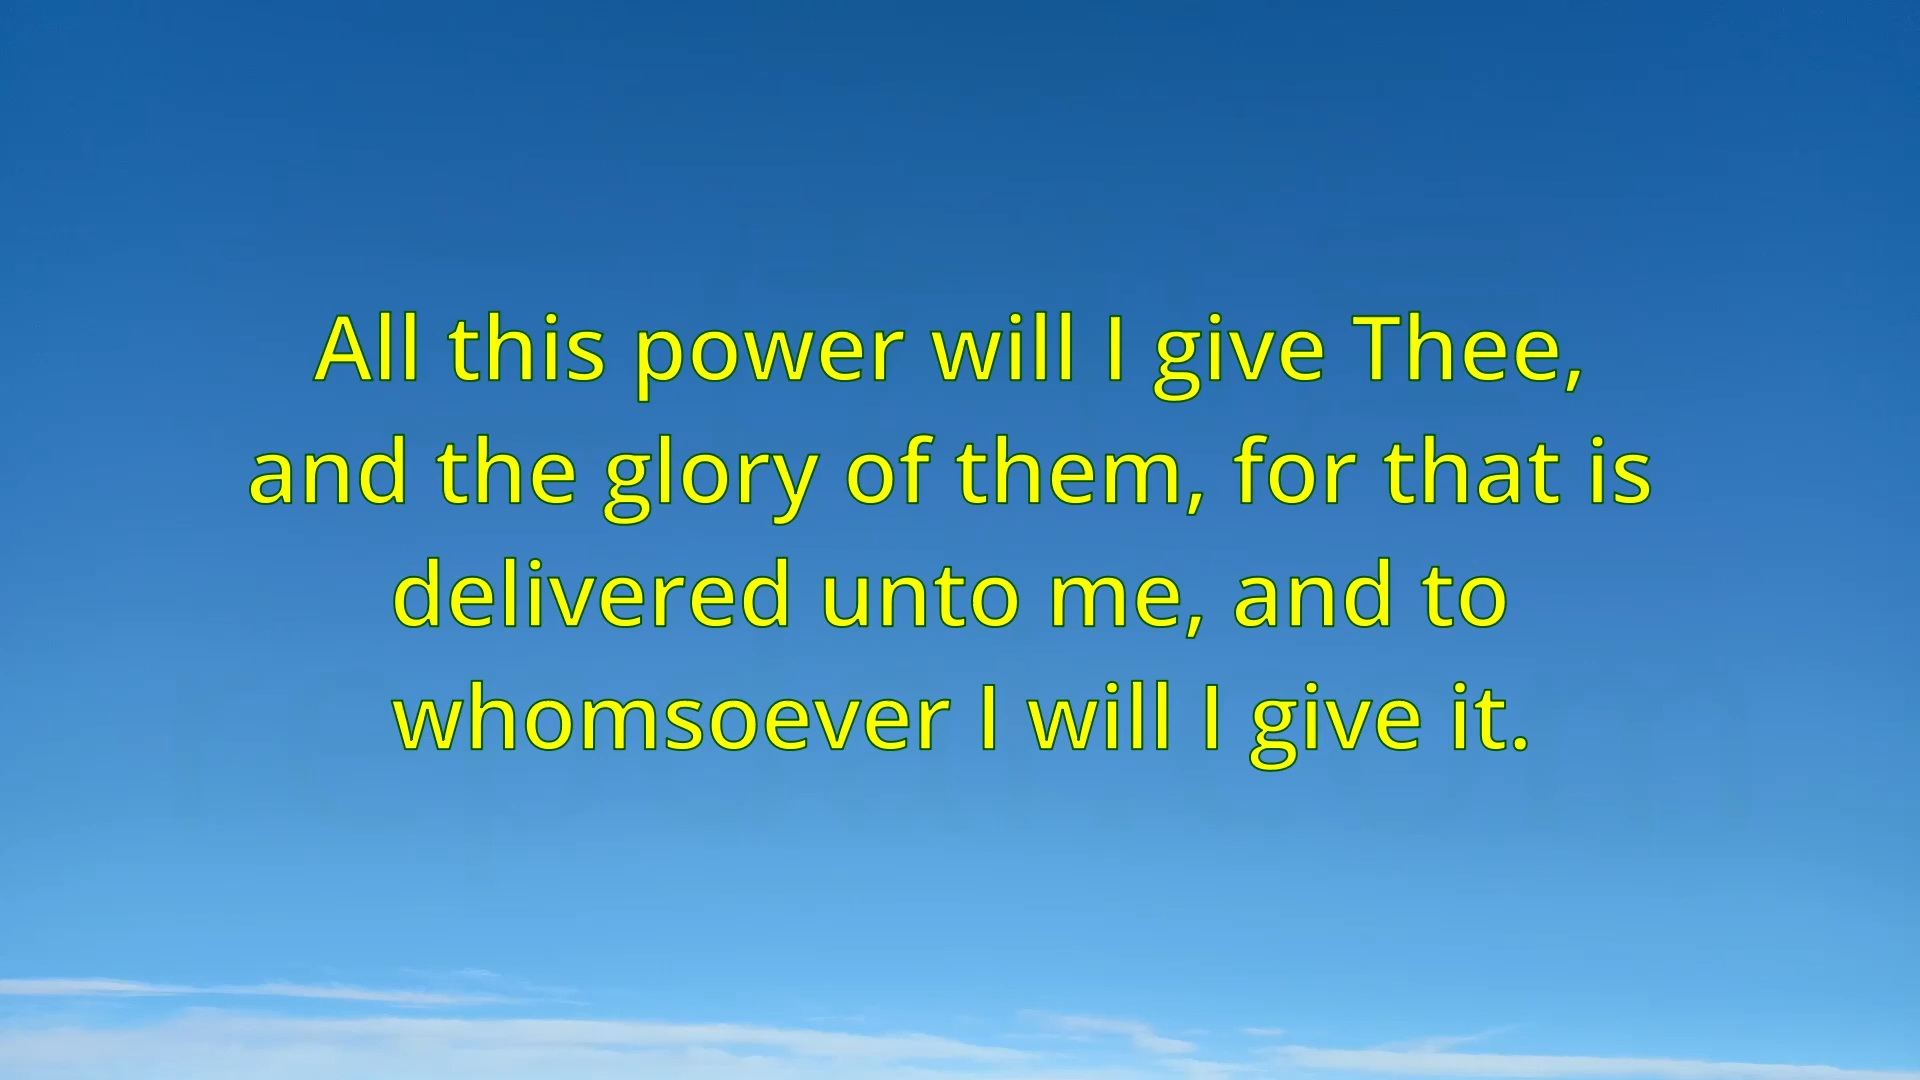 All this power will I give Thee,
and the glory of them, for that is
delivered unto me, and to
whomsoever I will I give it.